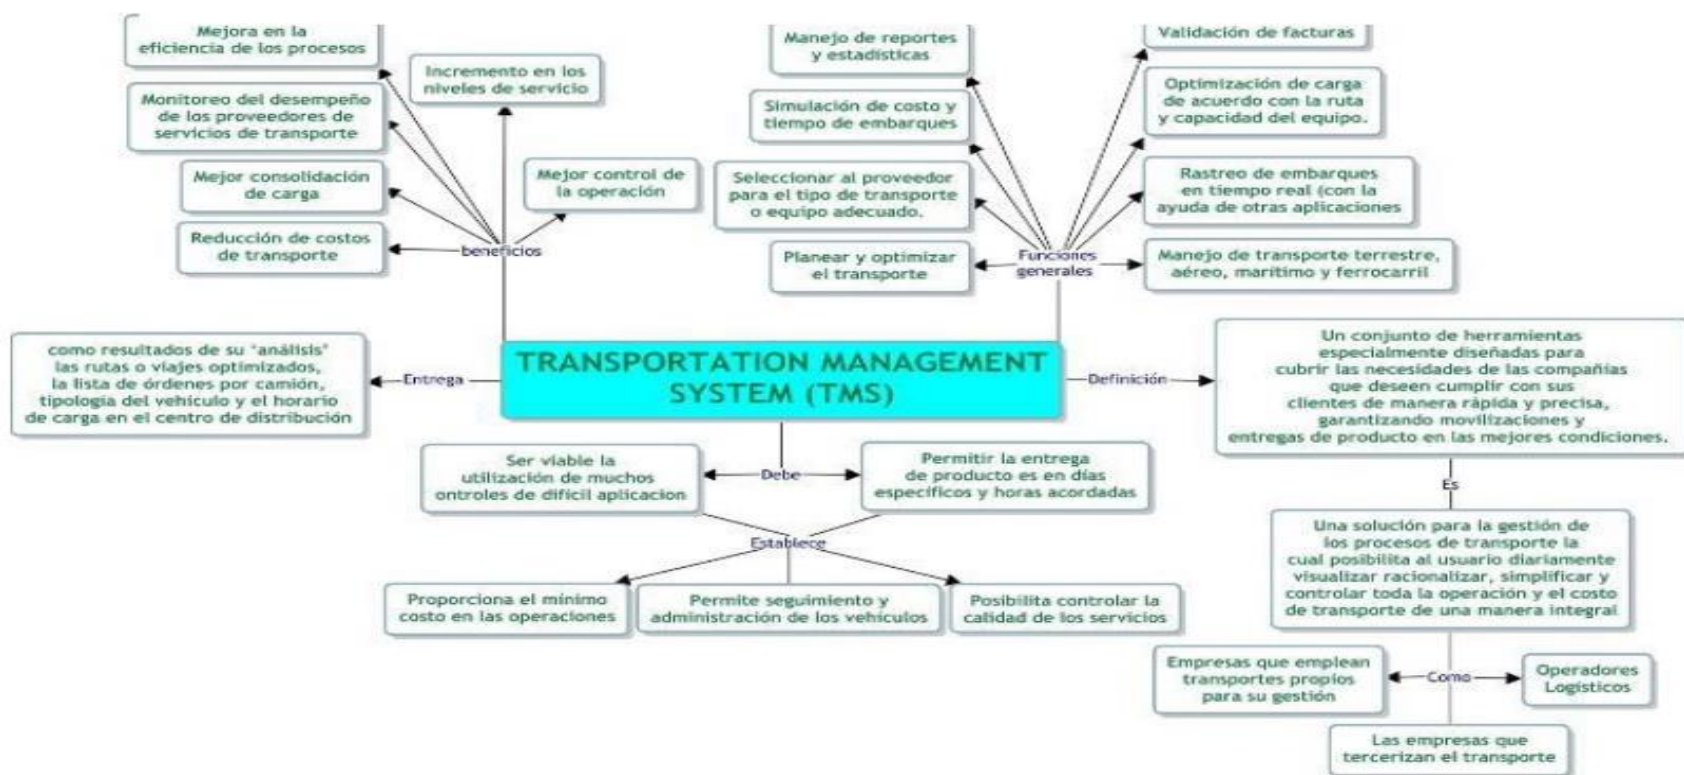 Mejora en la
eficiencia de los procesos
Incremento en los
niveles de servicio
Monitoreo del desempeño
de los proveedores de
servicios de transporte
Mejor consolidación
de carga
Mejor control de
la operación
Reducción de costos
de transporte
beneficios
Manejo de reportes
y estadísticas
Validación de facturas
Simulación de costo y
tiempo de embarques
Optimización de carga
de acuerdo con la ruta
y capacidad del equipo.
Seleccionar al proveedor
para el tipo de transporte
o equipo adecuado.
Rastreo de embarques
en tiempo real (con la
ayuda de otras aplicaciones
Planear y optimizar
el transporte
Funciones
generales
Manejo de transporte terrestre,
aéreo, marítimo y ferrocarril
como resultados de su "análisis"
las rutas o viajes optimizados,
la lista de órdenes por camión,
tipología del vehículo y el horario
de carga en el centro de distribución
Entrega
TRANSPORTATION MANAGEMENT
SYSTEM (TMS)
Definición
Un conjunto de herramientas
especialmente diseñadas para
cubrir las necesidades de las compañías
que deseen cumplir con sus
clientes de manera rápida y precisa,
garantizando movilizaciones y
entregas de producto en las mejores condiciones.
Ser viable la
utilización de muchos
ontroles de difícil aplicacion
Debe
Permitir la entrega
de producto es en días
específicos y horas acordadas
Establece
Proporciona el mínimo
costo en las operaciones
Permite seguimiento y
administración de los vehículos
Posibilita controlar la
calidad de los servicios
Es
Una solución para la gestión de
los procesos de transporte la
cual posibilita al usuario diariamente
visualizar racionalizar, simplificar y
controlar toda la operación y el costo
de transporte de una manera integral
Empresas que emplean
transportes propios
para su gestión
Como
Operadores
Logísticos
Las empresas que
tercerizan el transporte